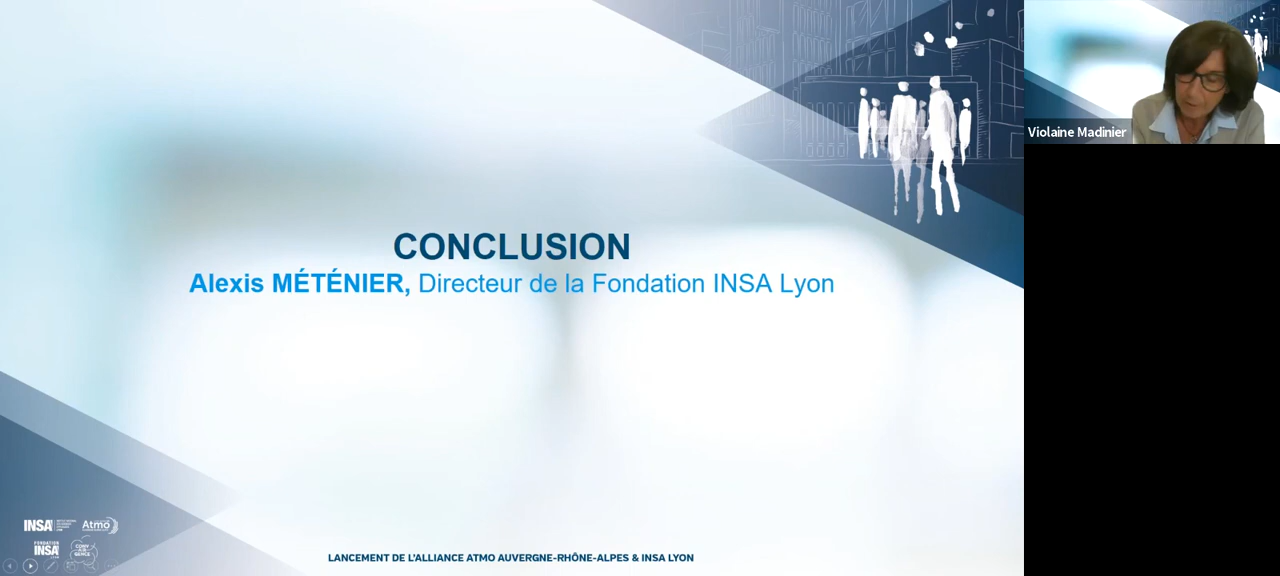 CONCLUSION
Alexis MÉTÉNIER, Directeur de la Fondation INSA Lyon
Violaine Madinier
INSA
Atmo
FONDATION
INSA
LANCEMENT DE L'ALLIANCE ATMO AUVERGNE-RHÔNE-ALPES & INSA LYON